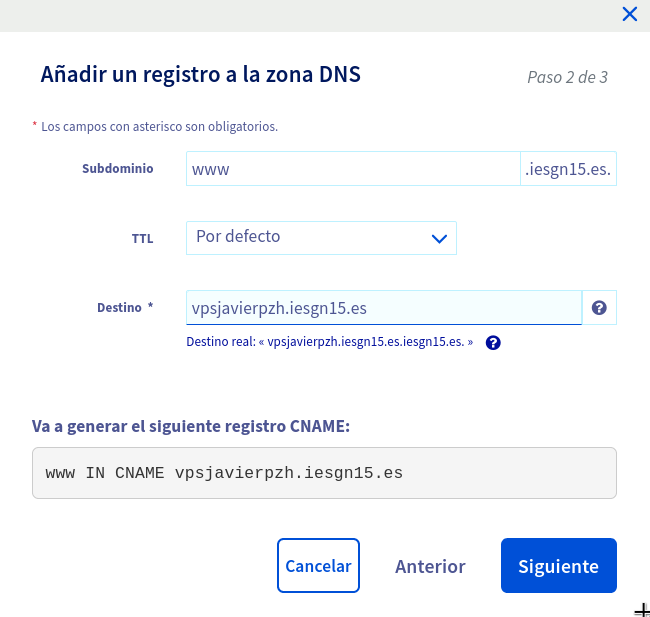 Añadir un registro a la zona DNS
Paso 2 de 3
* Los campos con asterisco son obligatorios.
Subdominio www .iesgn15.es.
TTL Por defecto
Destino * vpsjavierpzh.iesgn15.es ?
Destino real: « vpsjavierpzh.iesgn15.es.iesgn15.es. » ?
Va a generar el siguiente registro CNAME:
www IN CNAME vpsjavierpzh.iesgn15.es
Cancelar Anterior Siguiente